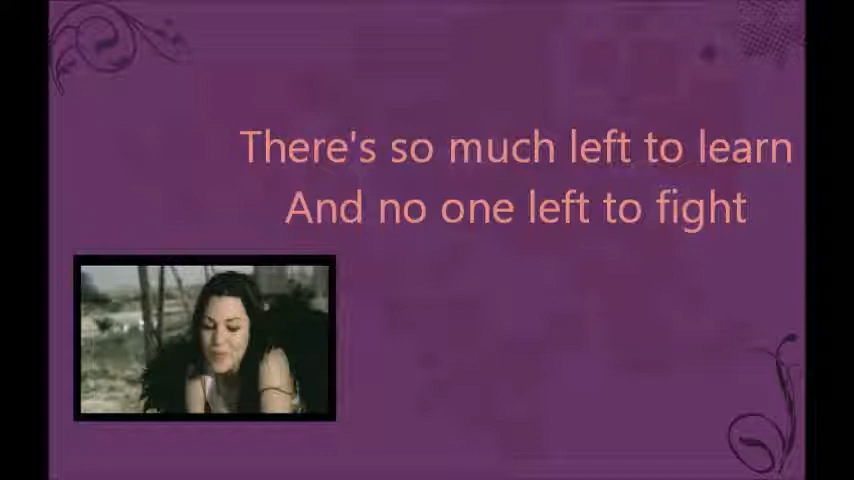 There's so much left to learn
And no one left to fight